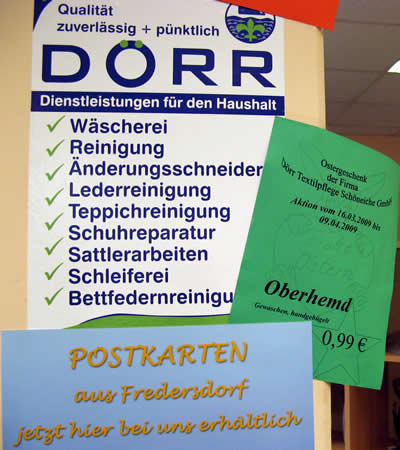 Qualität
zuverlässig + pünktlich
DÖRR
Dienstleistungen für den Haushalt
Wäscherei
Reinigung
Änderungsschneider
Lederreinigung
Teppichreinigung
Schuhreparatur
Sattlerarbeiten
Schleiferei
Bettfedernreinigu
Ostergeschenk
der Firma
Dörr Textilpflege Schöneiche GmbH
Aktion vom 16.03.2009 bis
09.04.2009
Oberhemd
Gewaschen, handgebügelt
0,99 €
POSTKARTEN
aus Fredersdorf
jetzt hier bei uns erhältlich